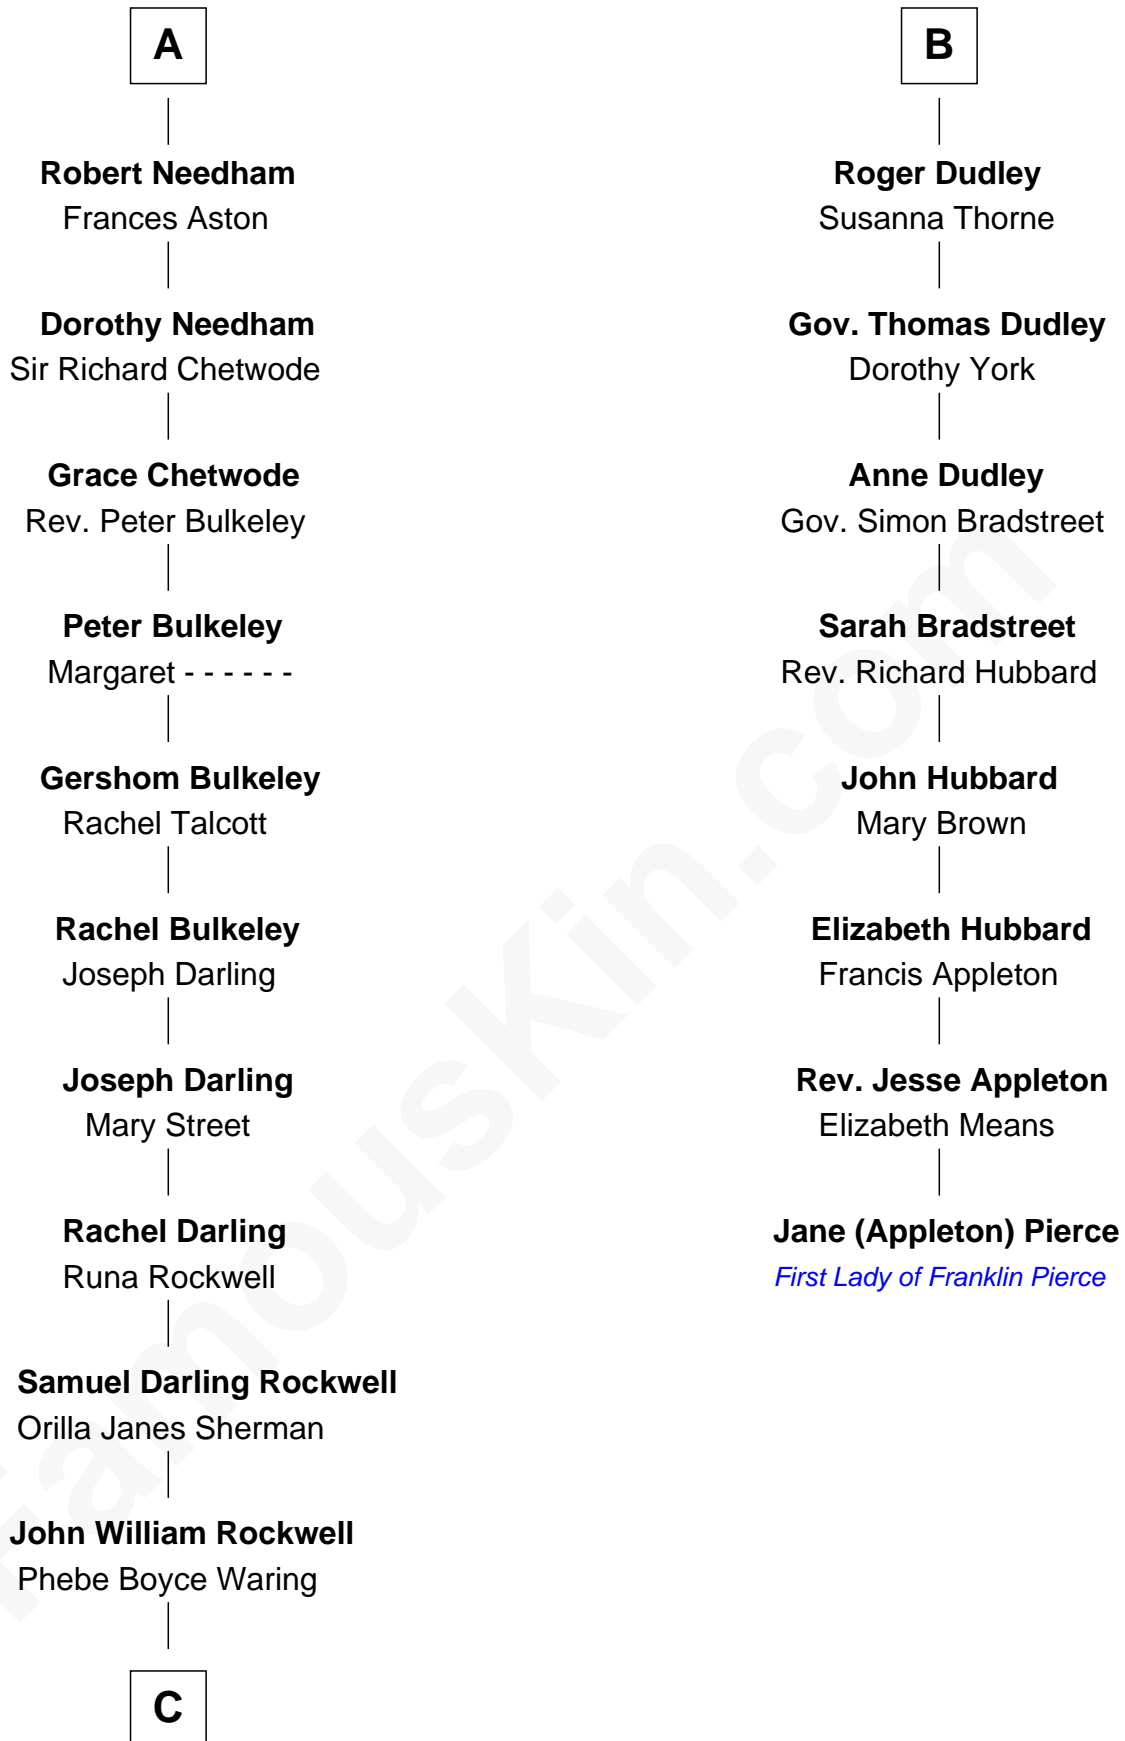 A
Robert Needham
Frances Aston
Dorothy Needham
Sir Richard Chetwode
Grace Chetwode
Rev. Peter Bulkeley
Peter Bulkeley
Margaret - - - - - -
Gershom Bulkeley
Rachel Talcott
Rachel Bulkeley
Joseph Darling
Joseph Darling
Mary Street
Rachel Darling
Runa Rockwell
Samuel Darling Rockwell
Orilla Janes Sherman
John William Rockwell
Phebe Boyce Waring
C
B
Roger Dudley
Susanna Thorne
Gov. Thomas Dudley
Dorothy York
Anne Dudley
Gov. Simon Bradstreet
Sarah Bradstreet
Rev. Richard Hubbard
John Hubbard
Mary Brown
Elizabeth Hubbard
Francis Appleton
Rev. Jesse Appleton
Elizabeth Means
Jane (Appleton) Pierce
First Lady of Franklin Pierce
FamousKin.com